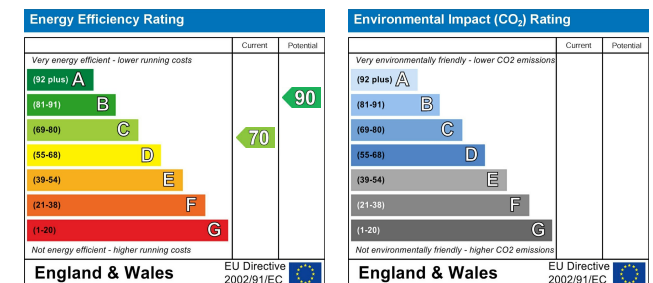 Energy Efficiency Rating
Current Potential
Very energy efficient - lower running costs
(92 plus) A
(81-91) B
90
(69-80) C
70
(55-68) D
(39-54) E
(21-38) F
(1-20) G
Not energy efficient - higher running costs
England & Wales
EU Directive
2002/91/EC
Environmental Impact (CO2) Rating
Current Potential
Very environmentally friendly - lower CO2 emissions
(92 plus) A
(81-91) B
(69-80) C
(55-68) D
(39-54) E
(21-38) F
(1-20) G
Not environmentally friendly - higher CO2 emissions
England & Wales
EU Directive
2002/91/EC